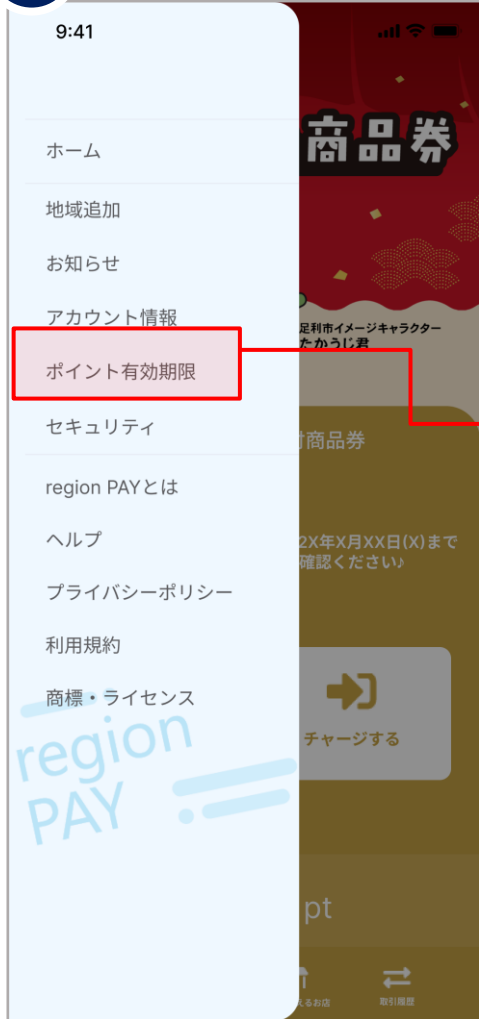 9:41
商品券
ホーム
地域追加
お知らせ
アカウント情報
足利市イメージキャラクター
たかうじ君
ポイント有効期限
セキュリティ
付商品券
region PAYとは
ヘルプ
2X年X月XX日(X)まで
確認ください♪
プライバシーポリシー
利用規約
商標・ライセンス
チャージする
region
PAY
pt
えるお店
取引履歴